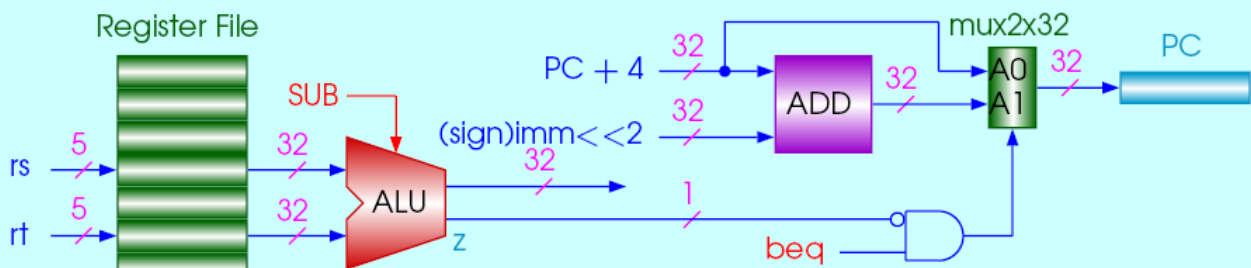 Register File
mux2x32
PC
32
PC + 4
32
A0
32
SUB
ADD
32
A1
32
(sign)imm<<2
5
32
32
rs
ALU
1
5
32
rt
z
beq